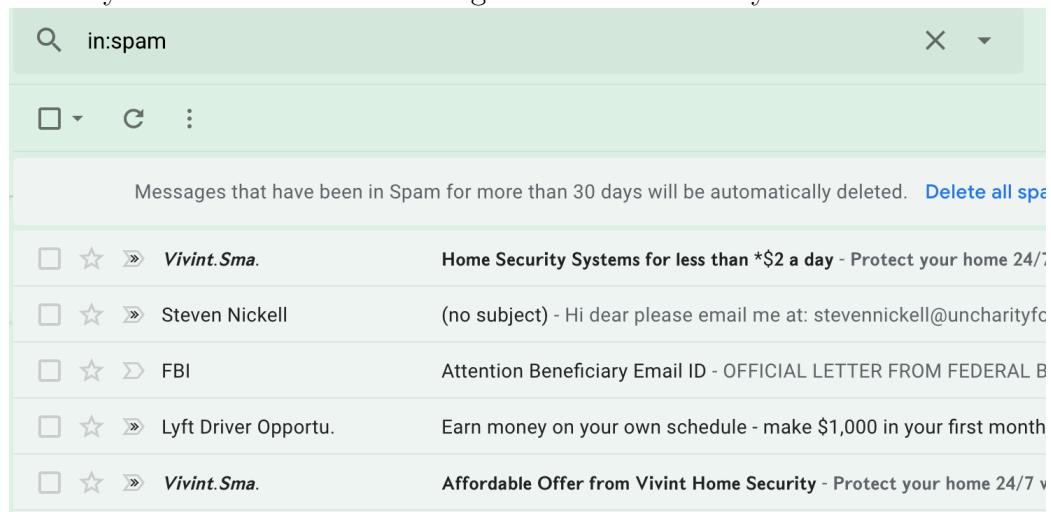 in:spam
Messages that have been in Spam for more than 30 days will be automatically deleted. Delete all
Vivint.Sma. Home Security Systems for less than *$2 a day - Protect your home 24/7
Steven Nickell (no subject) - Hi dear please email me at: stevennickell@uncharityfo
FBI Attention Beneficiary Email ID - OFFICIAL LETTER FROM FEDERAL
Lyft Driver Opportu. Earn money on your own schedule - make $1,000 in your first month
Vivint.Sma. Affordable Offer from Vivint Home Security - Protect your home 24/7